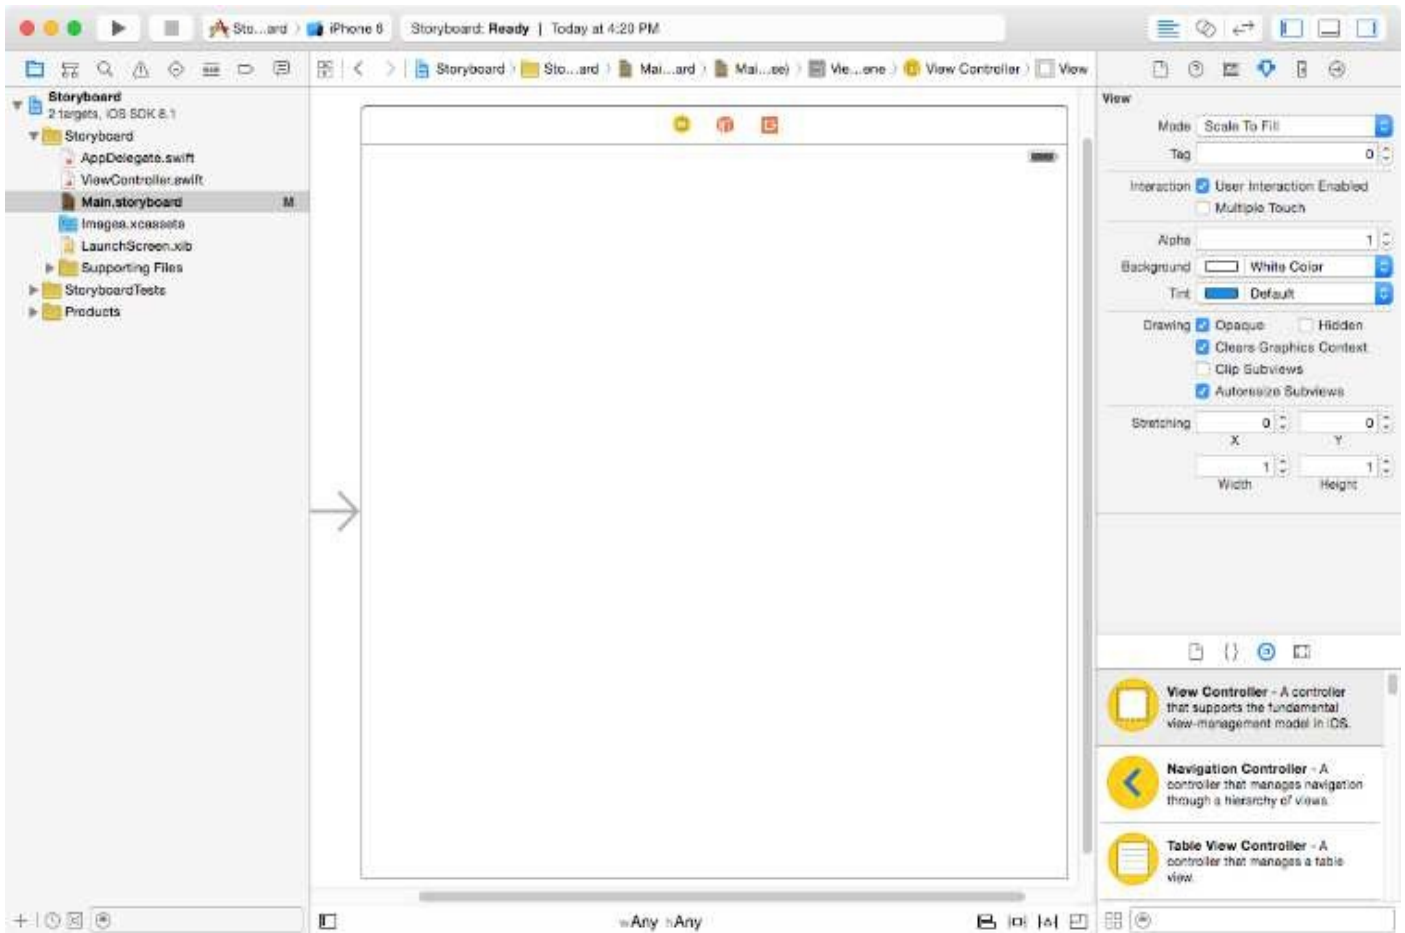 Sto...ard iPhone 6 Storyboard: Ready | Today at 4:20 PM
Storyboard Sto...ard Mai...ard Mai...se) Vie...ene View Controller View
Storyboard
2 targets, iOS SDK 8.1
Storyboard
AppDelegate.swift
ViewController.swift
Main.storyboard M
Images.xcassets
LaunchScreen.xib
Supporting Files
StoryboardTests
Products
View
Mode Scale To Fill
Tag 0
Interaction User Interaction Enabled
Multiple Touch
Alpha 1
Background White Color
Tint Default
Drawing Opaque Hidden
Clears Graphics Context
Clip Subviews
Autoresize Subviews
Stretching 0 0
X Y
1 1
Width Height
View Controller - A controller
that supports the fundamental
view-management model in iOS.
Navigation Controller - A
controller that manages navigation
through a hierarchy of views.
Table View Controller - A
controller that manages a table
view.
wAny hAny